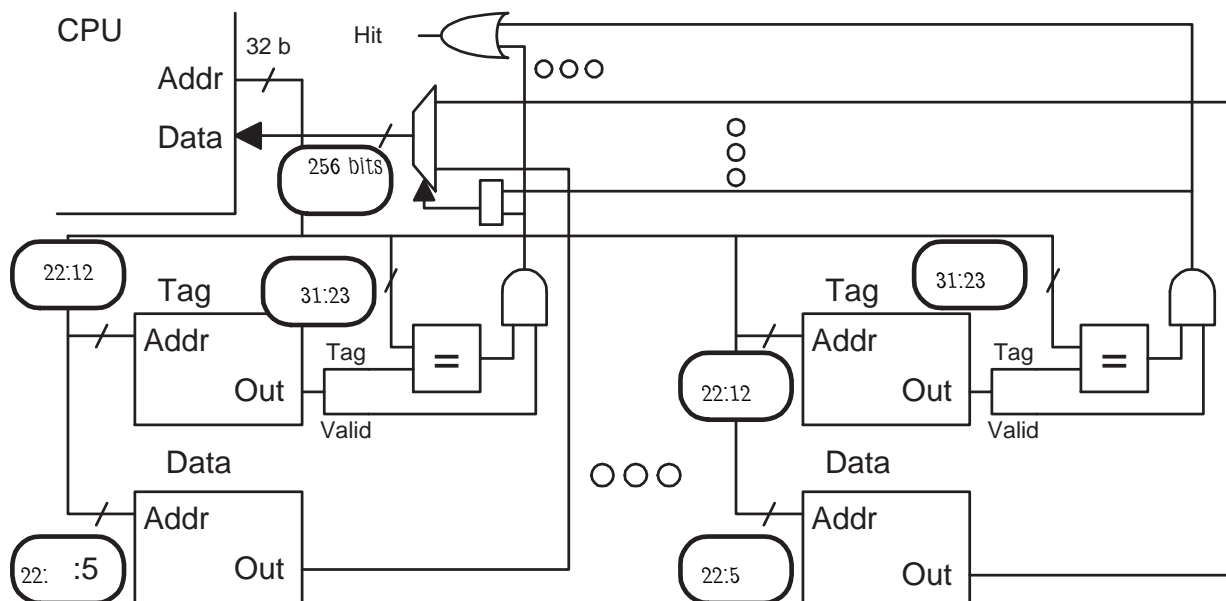 CPU
Hit
32 b
Addr
Data
256 bits
22:12
Tag
31:23
Tag
31:23
Addr
Tag
=
Out
Valid
Addr
Tag
=
22:12
Out
Valid
Data
Data
Addr
Addr
22: :5
Out
22:5
Out